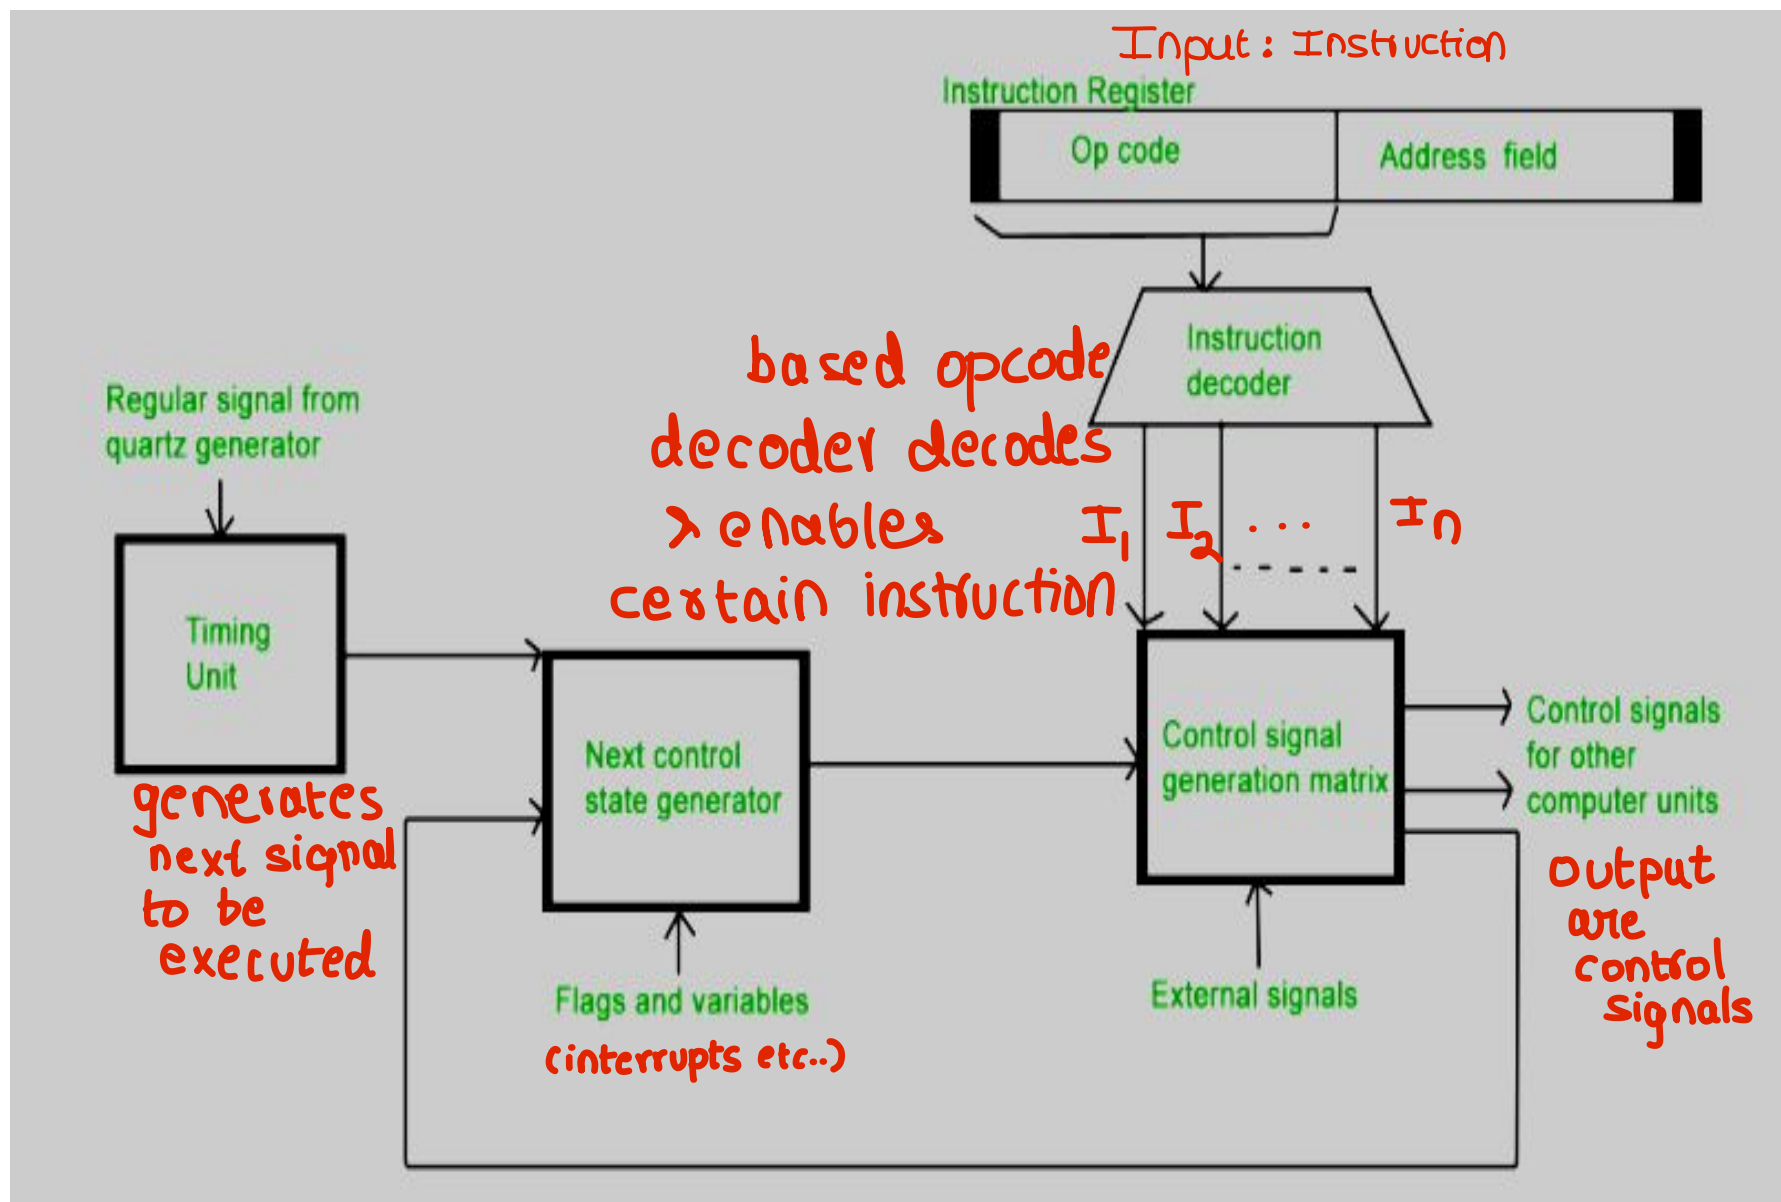 Input: Instruction
Instruction Register
Op code
Address field
Instruction
decoder
based opcode
decoder decodes
> enables
certain instruction
I1 I2 ... In
Regular signal from
quartz generator
Timing
Unit
generates
next signal
to be
executed
Next control
state generator
Flags and variables
(interrupts etc..)
Control signal
generation matrix
External signals
Control signals
for other
computer units
output
are
control
signals